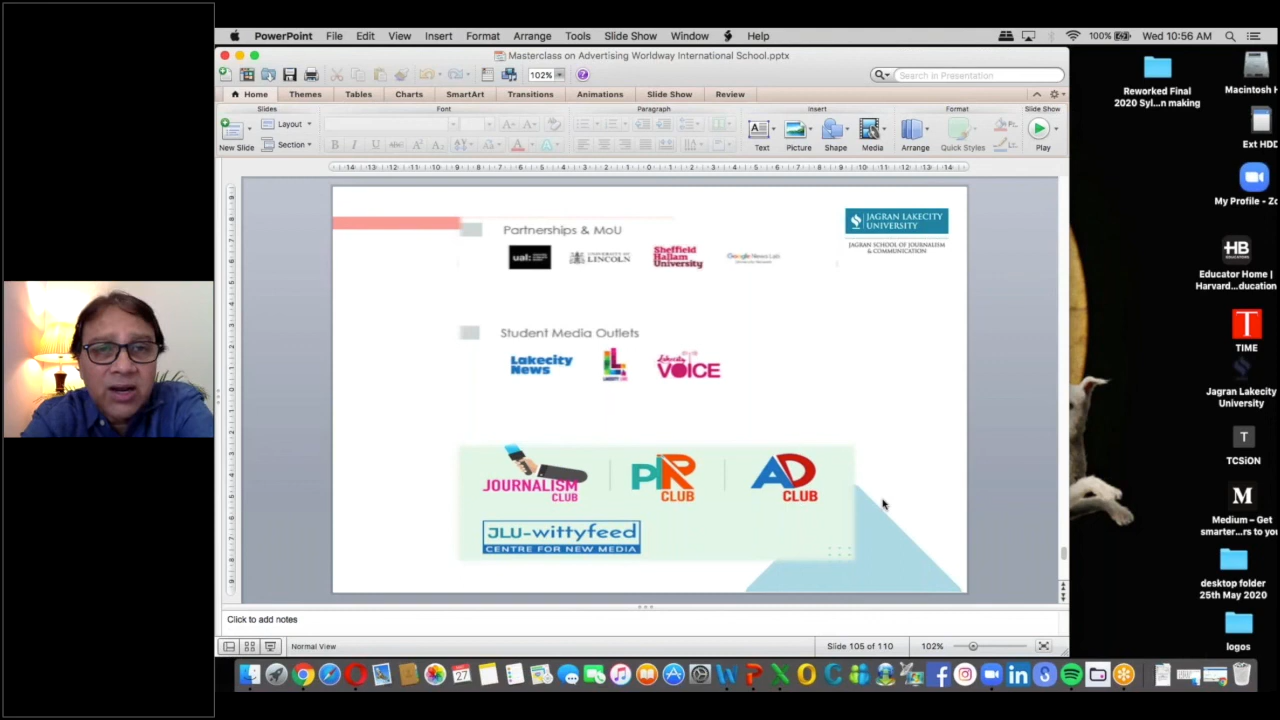 PowerPoint File Edit View Insert Format Arrange Tools Slide Show Window Help
100% Wed 10:56 AM
Masterclass on Advertising Worldway International School.pptx
102%
Search in Presentation
Home Themes Tables Charts SmartArt Transitions Animations Slide Show Review
Slides Font Paragraph Insert Format Slide Show
Layout
Section
New Slide
Text Picture Shape Media Arrange Quick Styles Play
Partnerships & MoU
JAGRAN LAKECITY
UNIVERSITY
JAGRAN SCHOOL OF JOURNALISM
& COMMUNICATION
ual:
UNIVERSITY OF
LINCOLN
Sheffield
Hallam
University
Google News Lab
Student Media Outlets
Lakecity
News
Lakecity
VOICE
JOURNALISM
CLUB
PR
CLUB
AD
CLUB
JLU-wittyfeed
CENTRE FOR NEW MEDIA
Click to add notes
Normal View
Slide 105 of 110
102%
Reworked Final
2020 Syl...n making
Macintosh H
Ext HDD
My Profile - Zo
HB
Educator Home |
Harvard...ducation
TIME
Jagran Lakecity
University
T
TCSiON
M
Medium – Get
smarter...rs to you
desktop folder
25th May 2020
logos